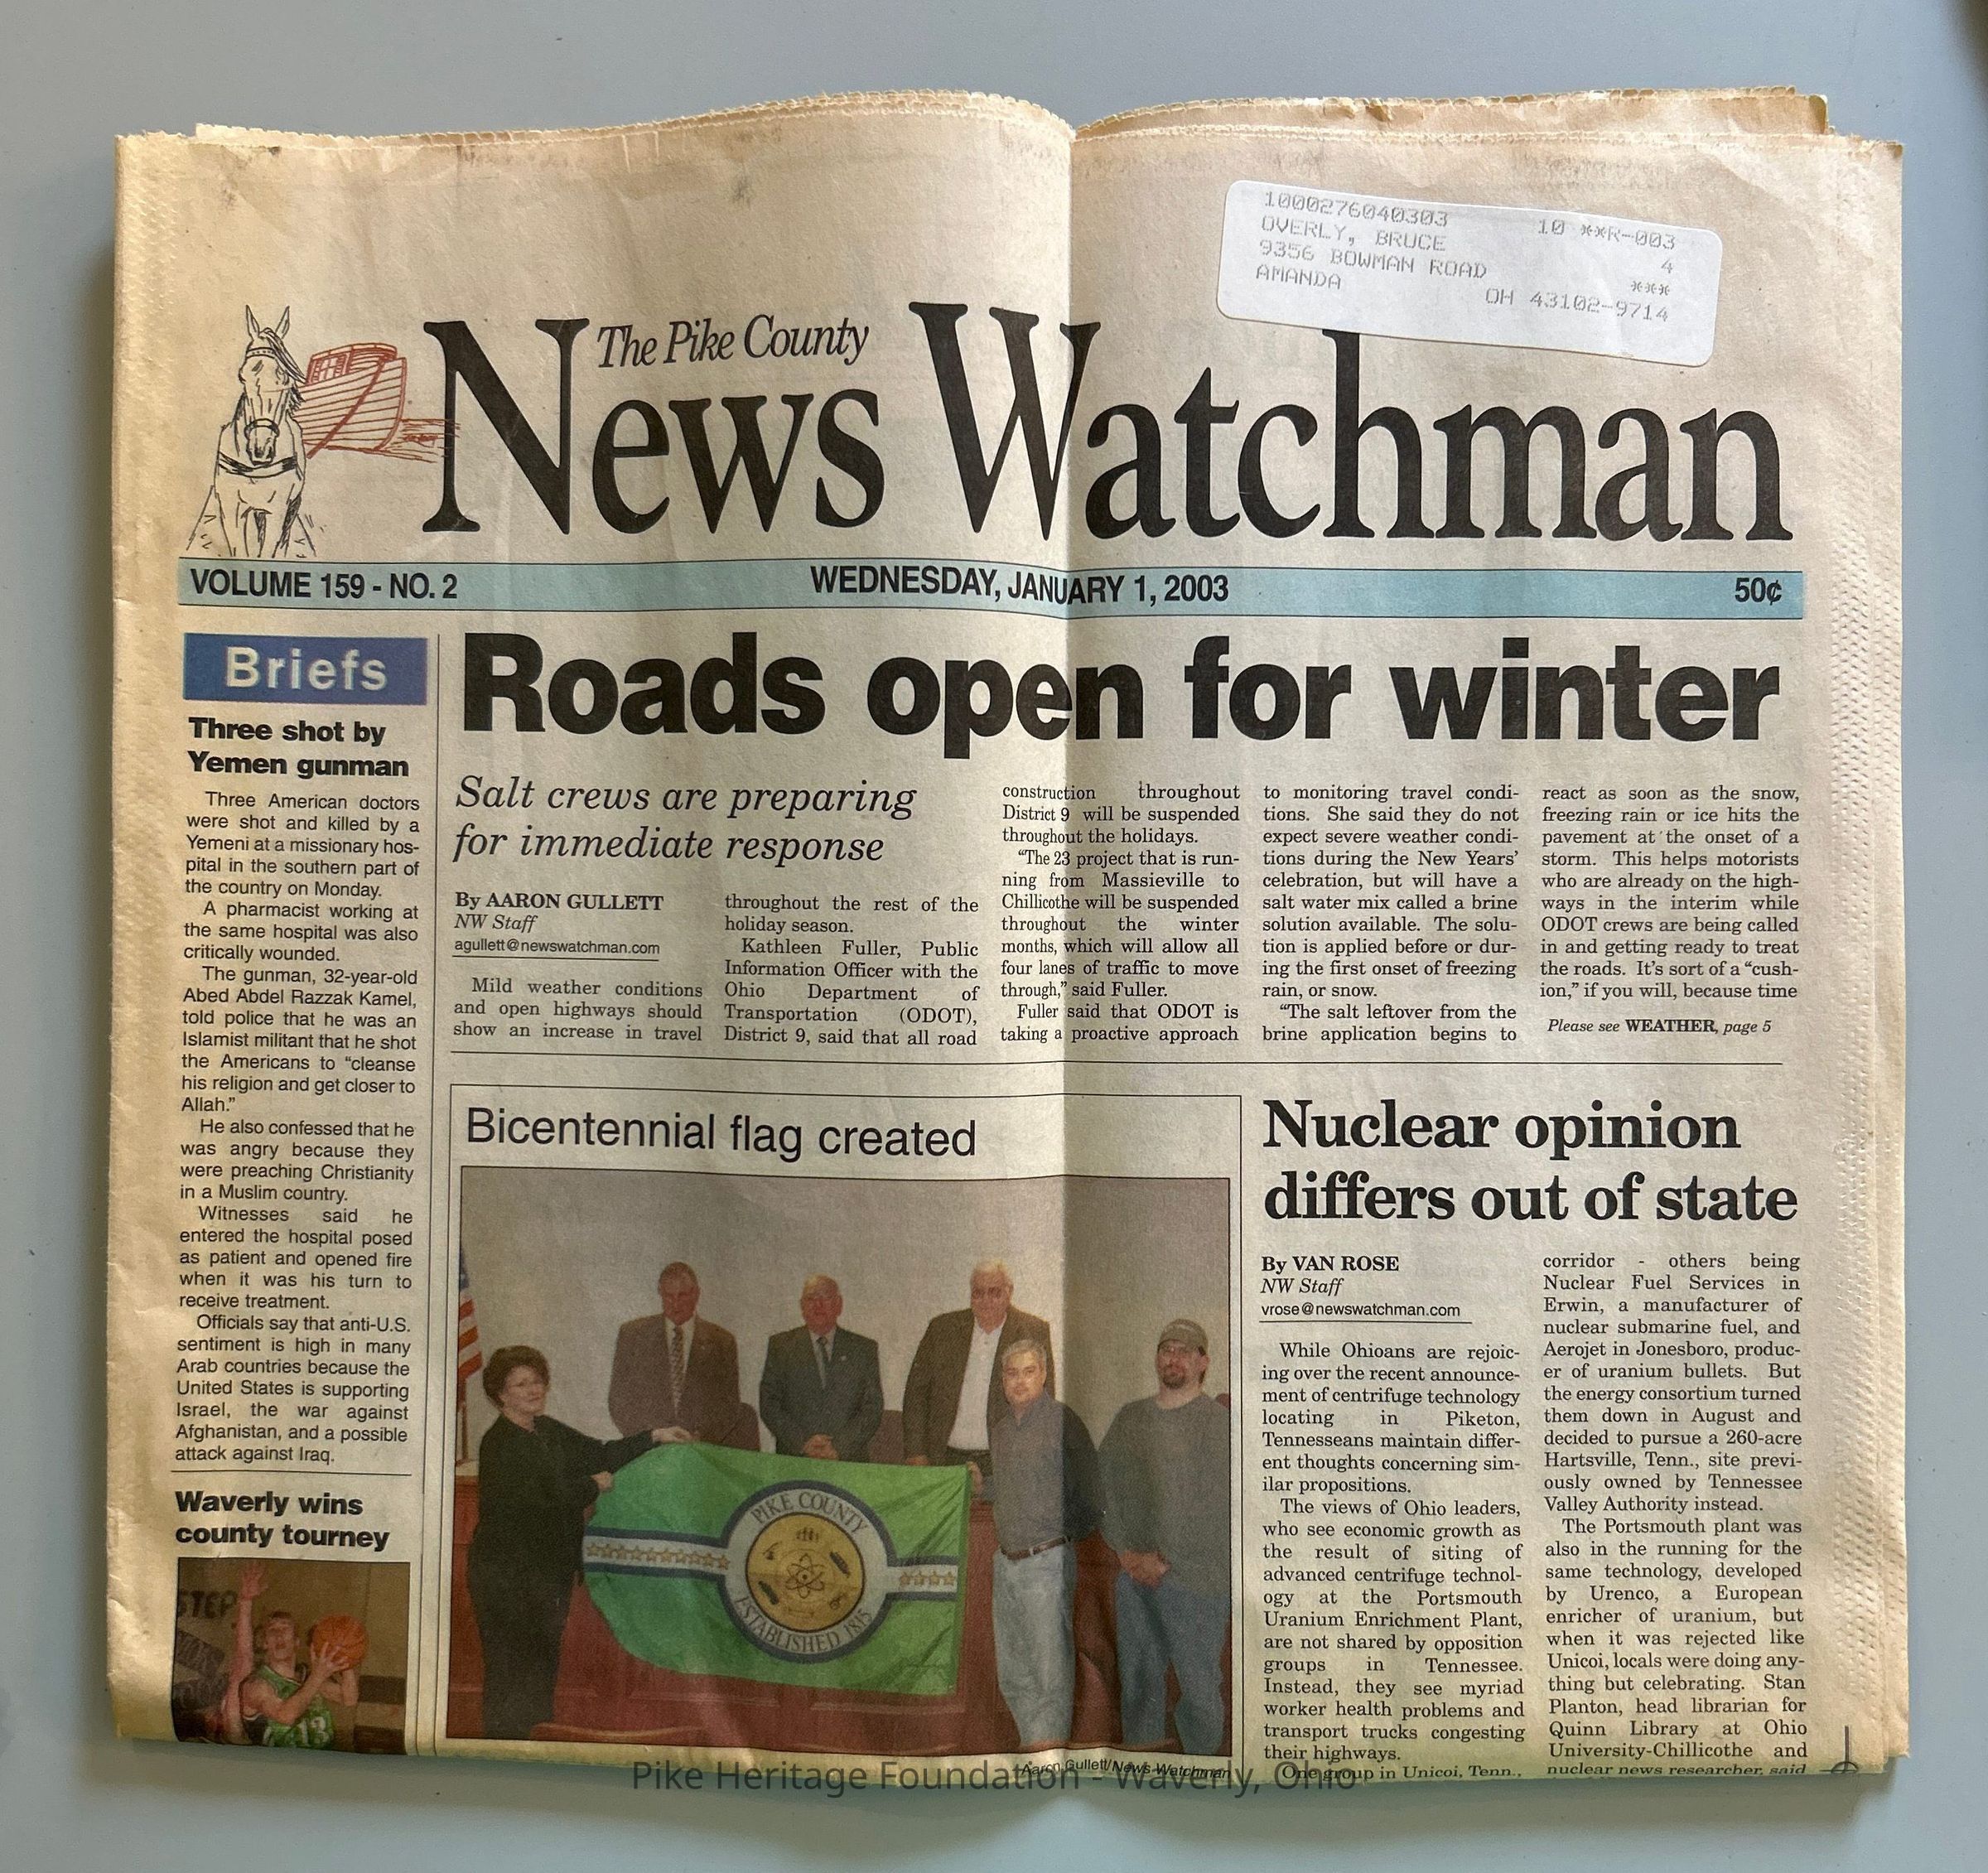 1000276040303 10 **R-003
OVERLY, BRUCE 4
9356 BOWMAN ROAD ***
AMANDA OH 43102-9714
The Pike County
News Watchman
VOLUME 159 - NO. 2 WEDNESDAY, JANUARY 1, 2003 50¢
Briefs
Three shot by
Yemen gunman
Three American doctors
were shot and killed by a
Yemeni at a missionary hos-
pital in the southern part of
the country on Monday.
A pharmacist working at
the same hospital was also
critically wounded.
The gunman, 32-year-old
Abed Abdel Razzak Kamel,
told police that he was an
Islamist militant that he shot
the Americans to “cleanse
his religion and get closer to
Allah.”
He also confessed that he
was angry because they
were preaching Christianity
in a Muslim country.
Witnesses said he
entered the hospital posed
as patient and opened fire
when it was his turn to
receive treatment.
Officials say that anti-U.S.
sentiment is high in many
Arab countries because the
United States is supporting
Israel, the war against
Afghanistan, and a possible
attack against Iraq.
Waverly wins
county tourney
STEP
13
Roads open for winter
Salt crews are preparing
for immediate response
By AARON GULLETT
NW Staff
agullett@newswatchman.com
Mild weather conditions
and open highways should
show an increase in travel
throughout the rest of the
holiday season.
Kathleen Fuller, Public
Information Officer with the
Ohio Department of
Transportation (ODOT),
District 9, said that all road
construction throughout
District 9 will be suspended
throughout the holidays.
“The 23 project that is run-
ning from Massieville to
Chillicothe will be suspended
throughout the winter
months, which will allow all
four lanes of traffic to move
through,” said Fuller.
Fuller said that ODOT is
taking a proactive approach
to monitoring travel condi-
tions. She said they do not
expect severe weather condi-
tions during the New Years’
celebration, but will have a
salt water mix called a brine
solution available. The solu-
tion is applied before or dur-
ing the first onset of freezing
rain, or snow.
“The salt leftover from the
brine application begins to
react as soon as the snow,
freezing rain or ice hits the
pavement at the onset of a
storm. This helps motorists
who are already on the high-
ways in the interim while
ODOT crews are being called
in and getting ready to treat
the roads. It’s sort of a “cush-
ion,” if you will, because time
Please see WEATHER, page 5
Bicentennial flag created
PIKE COUNTY
ESTABLISHED 1815
Aaron Gullett/News Watchman
Nuclear opinion
differs out of state
By VAN ROSE
NW Staff
vrose@newswatchman.com
While Ohioans are rejoic-
ing over the recent announce-
ment of centrifuge technology
locating in Piketon,
Tennesseans maintain differ-
ent thoughts concerning sim-
ilar propositions.
The views of Ohio leaders,
who see economic growth as
the result of siting of
advanced centrifuge technol-
ogy at the Portsmouth
Uranium Enrichment Plant,
are not shared by opposition
groups in Tennessee.
Instead, they see myriad
worker health problems and
transport trucks congesting
their highways.
One group in Unicoi, Tenn.,
corridor - others being
Nuclear Fuel Services in
Erwin, a manufacturer of
nuclear submarine fuel, and
Aerojet in Jonesboro, produc-
er of uranium bullets. But
the energy consortium turned
them down in August and
decided to pursue a 260-acre
Hartsville, Tenn., site previ-
ously owned by Tennessee
Valley Authority instead.
The Portsmouth plant was
also in the running for the
same technology, developed
by Urenco, a European
enricher of uranium, but
when it was rejected like
Unicoi, locals were doing any-
thing but celebrating. Stan
Planton, head librarian for
Quinn Library at Ohio
University-Chillicothe and
nuclear news researcher, said
Pike Heritage Foundation - Waverly, Ohio